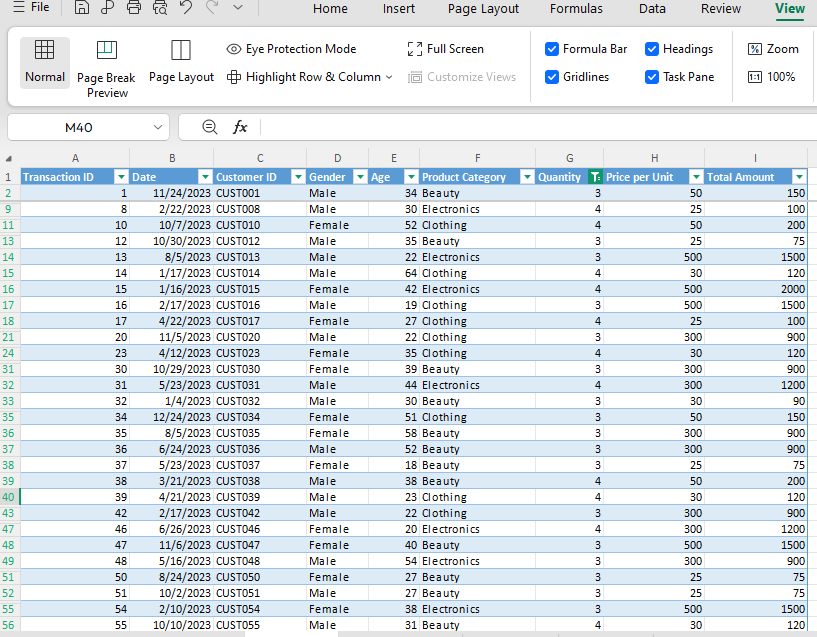 File Home Insert Page Layout Formulas Data Review View
Normal Page Break Preview Page Layout Eye Protection Mode Full Screen Formula Bar Headings Zoom
Highlight Row & Column Customize Views Gridlines Task Pane 1:1 100%
M40 fx
A B C D E F G H I
1 Transaction ID Date Customer ID Gender Age Product Category Quantity Price per Unit Total Amount
2 1 11/24/2023 CUST001 Male 34 Beauty 3 50 150
9 8 2/22/2023 CUST008 Male 30 Electronics 4 25 100
11 10 10/7/2023 CUST010 Female 52 Clothing 4 50 200
13 12 10/30/2023 CUST012 Male 35 Beauty 3 25 75
14 13 8/5/2023 CUST013 Male 22 Electronics 3 500 1500
15 14 1/17/2023 CUST014 Male 64 Clothing 4 30 120
16 15 1/16/2023 CUST015 Female 42 Electronics 4 500 2000
17 16 2/17/2023 CUST016 Male 19 Clothing 3 500 1500
18 17 4/22/2023 CUST017 Female 27 Clothing 4 25 100
21 20 11/5/2023 CUST020 Male 22 Clothing 3 300 900
24 23 4/12/2023 CUST023 Female 35 Clothing 4 30 120
31 30 10/29/2023 CUST030 Female 39 Beauty 3 300 900
32 31 5/23/2023 CUST031 Male 44 Electronics 4 300 1200
33 32 1/4/2023 CUST032 Male 30 Beauty 3 30 90
35 34 12/24/2023 CUST034 Female 51 Clothing 3 50 150
36 35 8/5/2023 CUST035 Female 58 Beauty 3 300 900
37 36 6/24/2023 CUST036 Male 52 Beauty 3 300 900
38 37 5/23/2023 CUST037 Female 18 Beauty 3 25 75
39 38 3/21/2023 CUST038 Male 38 Beauty 4 50 200
40 39 4/21/2023 CUST039 Male 23 Clothing 4 30 120
43 42 2/17/2023 CUST042 Male 22 Clothing 3 300 900
47 46 6/26/2023 CUST046 Female 20 Electronics 4 300 1200
48 47 11/6/2023 CUST047 Female 40 Beauty 3 500 1500
49 48 5/16/2023 CUST048 Male 54 Electronics 3 300 900
51 50 8/24/2023 CUST050 Female 27 Beauty 3 25 75
52 51 10/2/2023 CUST051 Male 27 Beauty 3 25 75
55 54 2/10/2023 CUST054 Female 38 Electronics 3 500 1500
56 55 10/10/2023 CUST055 Male 31 Beauty 4 30 120